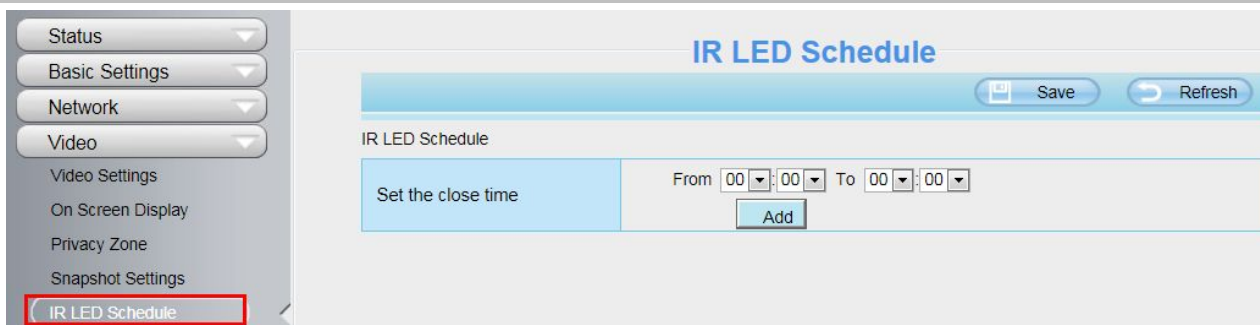 Status
Basic Settings
Network
Video
Video Settings
On Screen Display
Privacy Zone
Snapshot Settings
IR LED Schedule
IR LED Schedule
Save Refresh
IR LED Schedule
Set the close time
From 00 : 00 To 00 : 00
Add